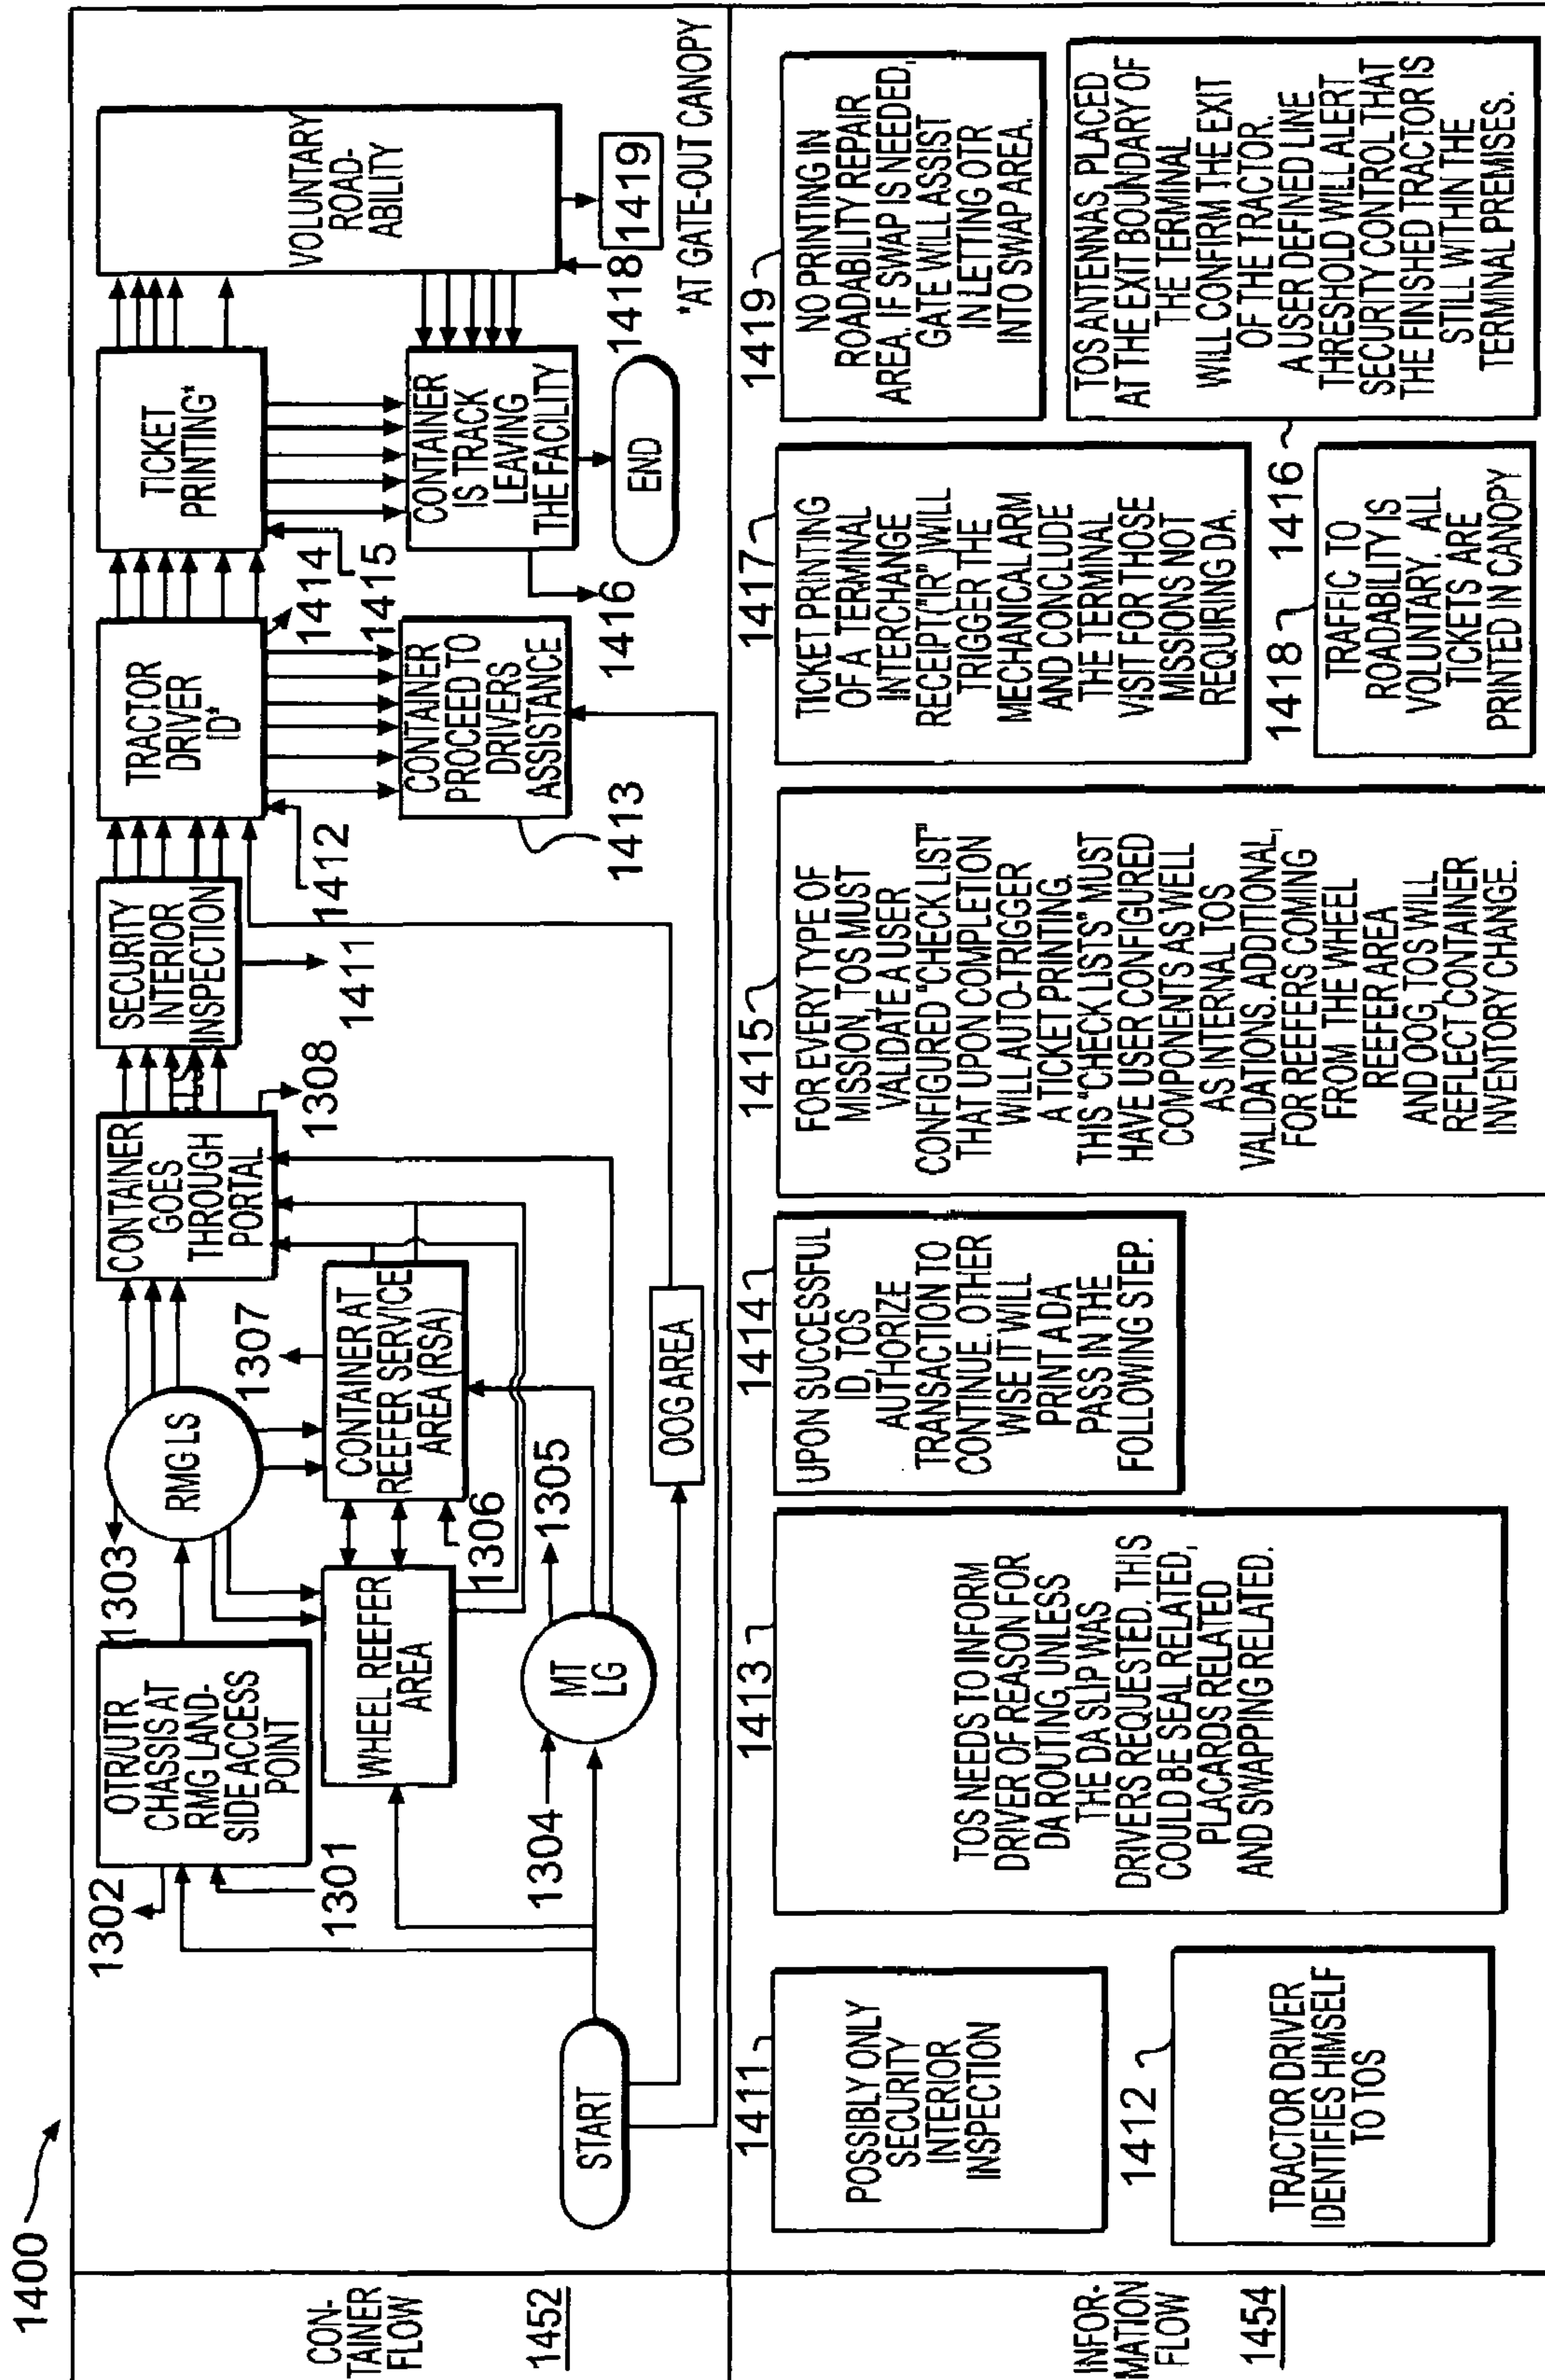 1400
CON-
TAINER
FLOW
1452
START
1302
1301
OTR/UTR
CHASSIS AT
RMG LAND-
SIDE ACCESS
POINT
1303
RMG LS
WHEEL REEFER
AREA
1304
MT
LG
1305
1306
1307
CONTAINER AT
REEFER SERVICE
AREA (RSA)
OOG AREA
CONTAINER
GOES
THROUGH
PORTAL
1308
SECURITY
INTERIOR
INSPECTION
1411
1412
TRACTOR
DRIVER
ID*
1414
CONTAINER
PROCEED TO
DRIVERS
ASSISTANCE
1413
1415
TICKET
PRINTING*
CONTAINER
IS TRACK
LEAVING
THE FACILITY
1416
END
VOLUNTARY
ROAD-
ABILITY
1418
1419
*AT GATE-OUT CANOPY
INFOR-
MATION
FLOW
1454
1411
POSSIBLY ONLY
SECURITY
INTERIOR
INSPECTION
1412
TRACTOR DRIVER
IDENTIFIES HIMSELF
TO TOS
1413
TOS NEEDS TO INFORM
DRIVER OF REASON FOR
DA ROUTING, UNLESS
THE DA SLIP WAS
DRIVERS REQUESTED. THIS
COULD BE SEAL RELATED,
PLACARDS RELATED
AND SWAPPING RELATED.
1414
UPON SUCCESSFUL
ID, TOS
AUTHORIZE
TRANSACTION TO
CONTINUE. OTHER
WISE IT WILL
PRINT A DA
PASS IN THE
FOLLOWING STEP.
1415
FOR EVERY TYPE OF
MISSION, TOS MUST
VALIDATE A USER
CONFIGURED "CHECK LIST"
THAT UPON COMPLETION
WILL AUTO-TRIGGER
A TICKET PRINTING.
THIS "CHECK LISTS" MUST
HAVE USER CONFIGURED
COMPONENTS AS WELL
AS INTERNAL TOS
VALIDATIONS. ADDITIONAL,
FOR REEFERS COMING
FROM THE WHEEL
REEFER AREA
AND OOG, TOS WILL
REFLECT CONTAINER
INVENTORY CHANGE.
1417
TICKET PRINTING
OF A TERMINAL
INTERCHANGE
RECEIPT("IR")WILL
TRIGGER THE
MECHANICAL ARM
AND CONCLUDE
THE TERMINAL
VISIT FOR THOSE
MISSIONS NOT
REQUIRING DA.
1418
TRAFFIC TO
ROADABILITY IS
VOLUNTARY. ALL
TICKETS ARE
PRINTED IN CANOPY
1419
NO PRINTING IN
ROADABILITY REPAIR
AREA. IF SWAP IS NEEDED,
GATE WILL ASSIST
IN LETTING OTR
INTO SWAP AREA.
1416
TOS ANTENNAS PLACED
AT THE EXIT BOUNDARY OF
THE TERMINAL
WILL CONFIRM THE EXIT
OF THE TRACTOR.
A USER DEFINED LINE
THRESHOLD WILL ALERT
SECURITY CONTROL THAT
THE FINISHED TRACTOR IS
STILL WITHIN THE
TERMINAL PREMISES.